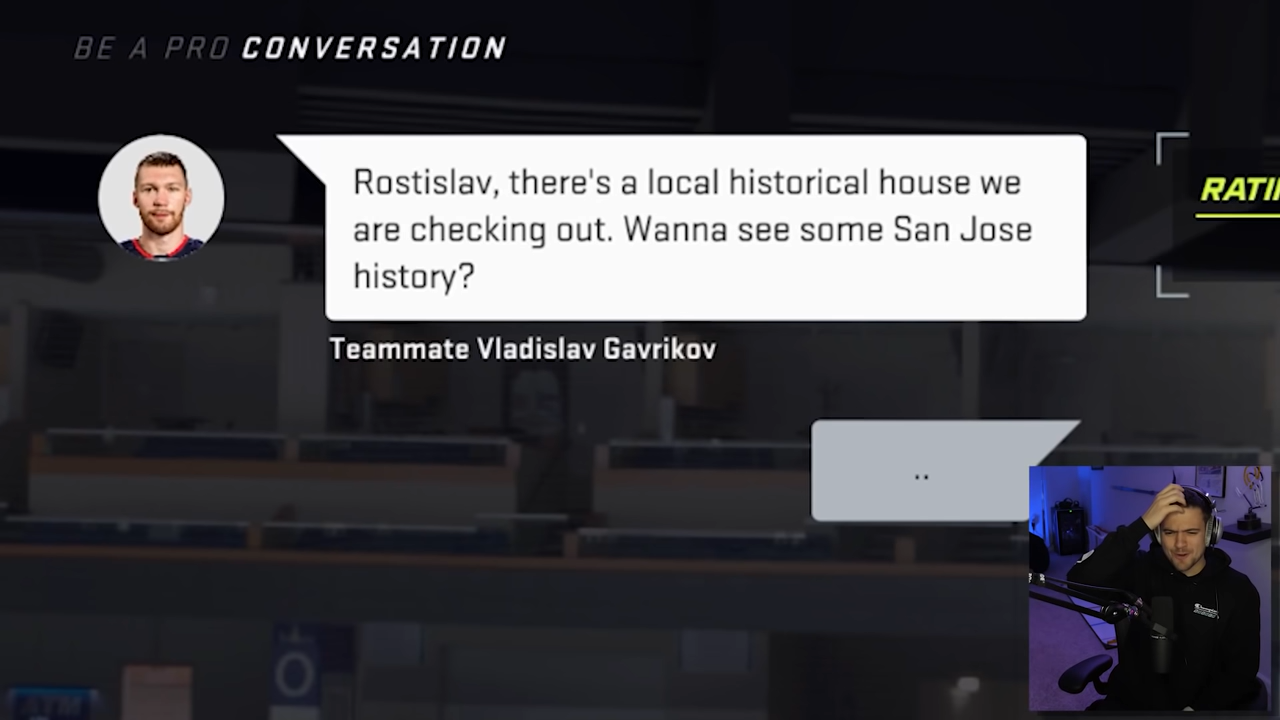 BE A PRO CONVERSATION
Rostislav, there's a local historical house we
are checking out. Wanna see some San Jose
history?
Teammate Vladislav Gavrikov
..
ATM